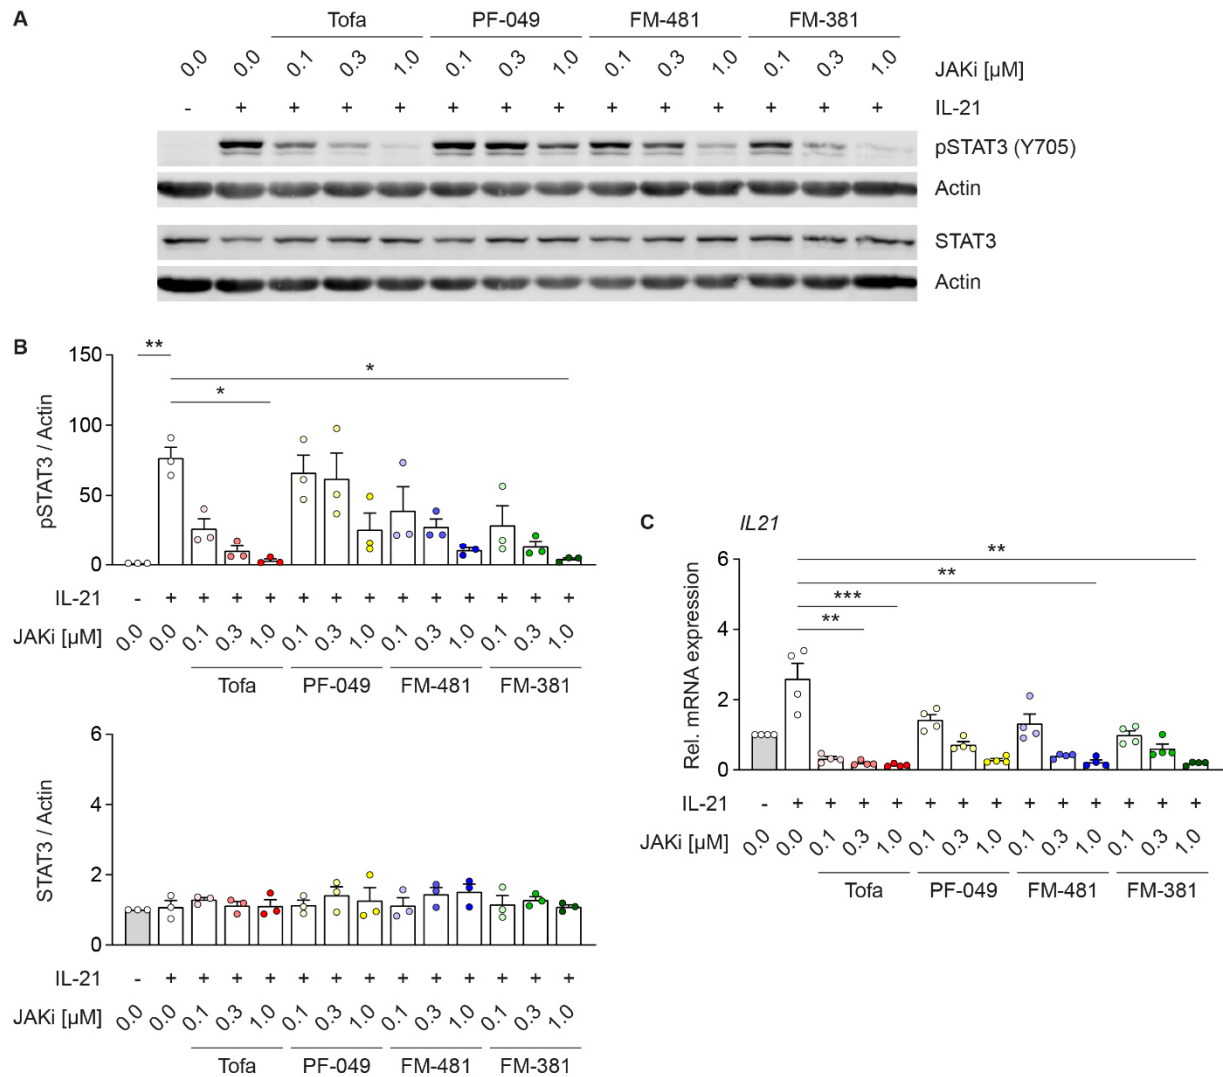 A
Tofa PF-049 FM-481 FM-381
0.0 0.0 0.1 0.3 1.0 0.1 0.3 1.0 0.1 0.3 1.0 0.1 0.3 1.0 JAKi [µM]
- + + + + + + + + + + + + + IL-21
pSTAT3 (Y705)
Actin
STAT3
Actin
B
pSTAT3 / Actin
150
100
50
0
**
*
*
IL-21 - + + + + + + + + + + + + +
JAKi [µM] 0.0 0.0 0.1 0.3 1.0 0.1 0.3 1.0 0.1 0.3 1.0 0.1 0.3 1.0
Tofa PF-049 FM-481 FM-381
STAT3 / Actin
6
4
2
0
IL-21 - + + + + + + + + + + + + +
JAKi [µM] 0.0 0.0 0.1 0.3 1.0 0.1 0.3 1.0 0.1 0.3 1.0 0.1 0.3 1.0
Tofa PF-049 FM-481 FM-381
C
IL21
Rel. mRNA expression
6
4
2
0
**
**
***
**
IL-21 - + + + + + + + + + + + + +
JAKi [µM] 0.0 0.0 0.1 0.3 1.0 0.1 0.3 1.0 0.1 0.3 1.0 0.1 0.3 1.0
Tofa PF-049 FM-481 FM-381